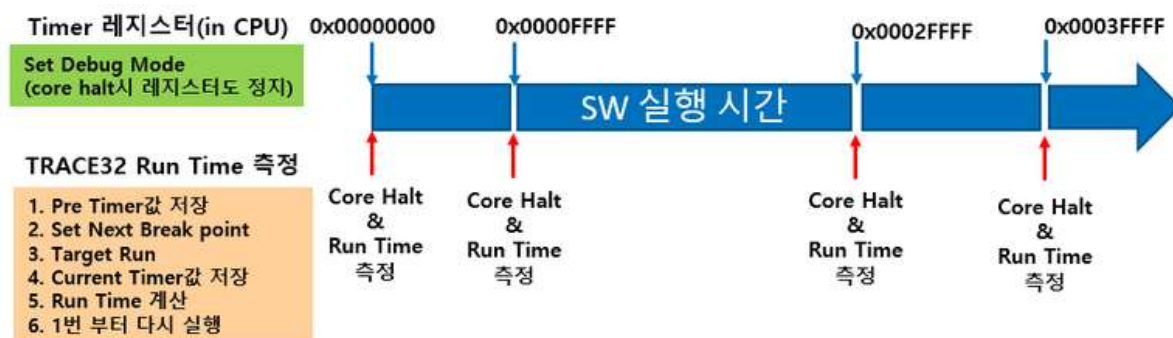 Timer 레지스터(in CPU)
0x00000000
0x0000FFFF
0x0002FFFF
0x0003FFFF
Set Debug Mode
(core halt시 레지스터도 정지)
SW 실행 시간
TRACE32 Run Time 측정
1. Pre Timer값 저장
2. Set Next Break point
3. Target Run
4. Current Timer값 저장
5. Run Time 계산
6. 1번 부터 다시 실행
Core Halt
&
Run Time
측정
Core Halt
&
Run Time
측정
Core Halt
&
Run Time
측정
Core Halt
&
Run Time
측정